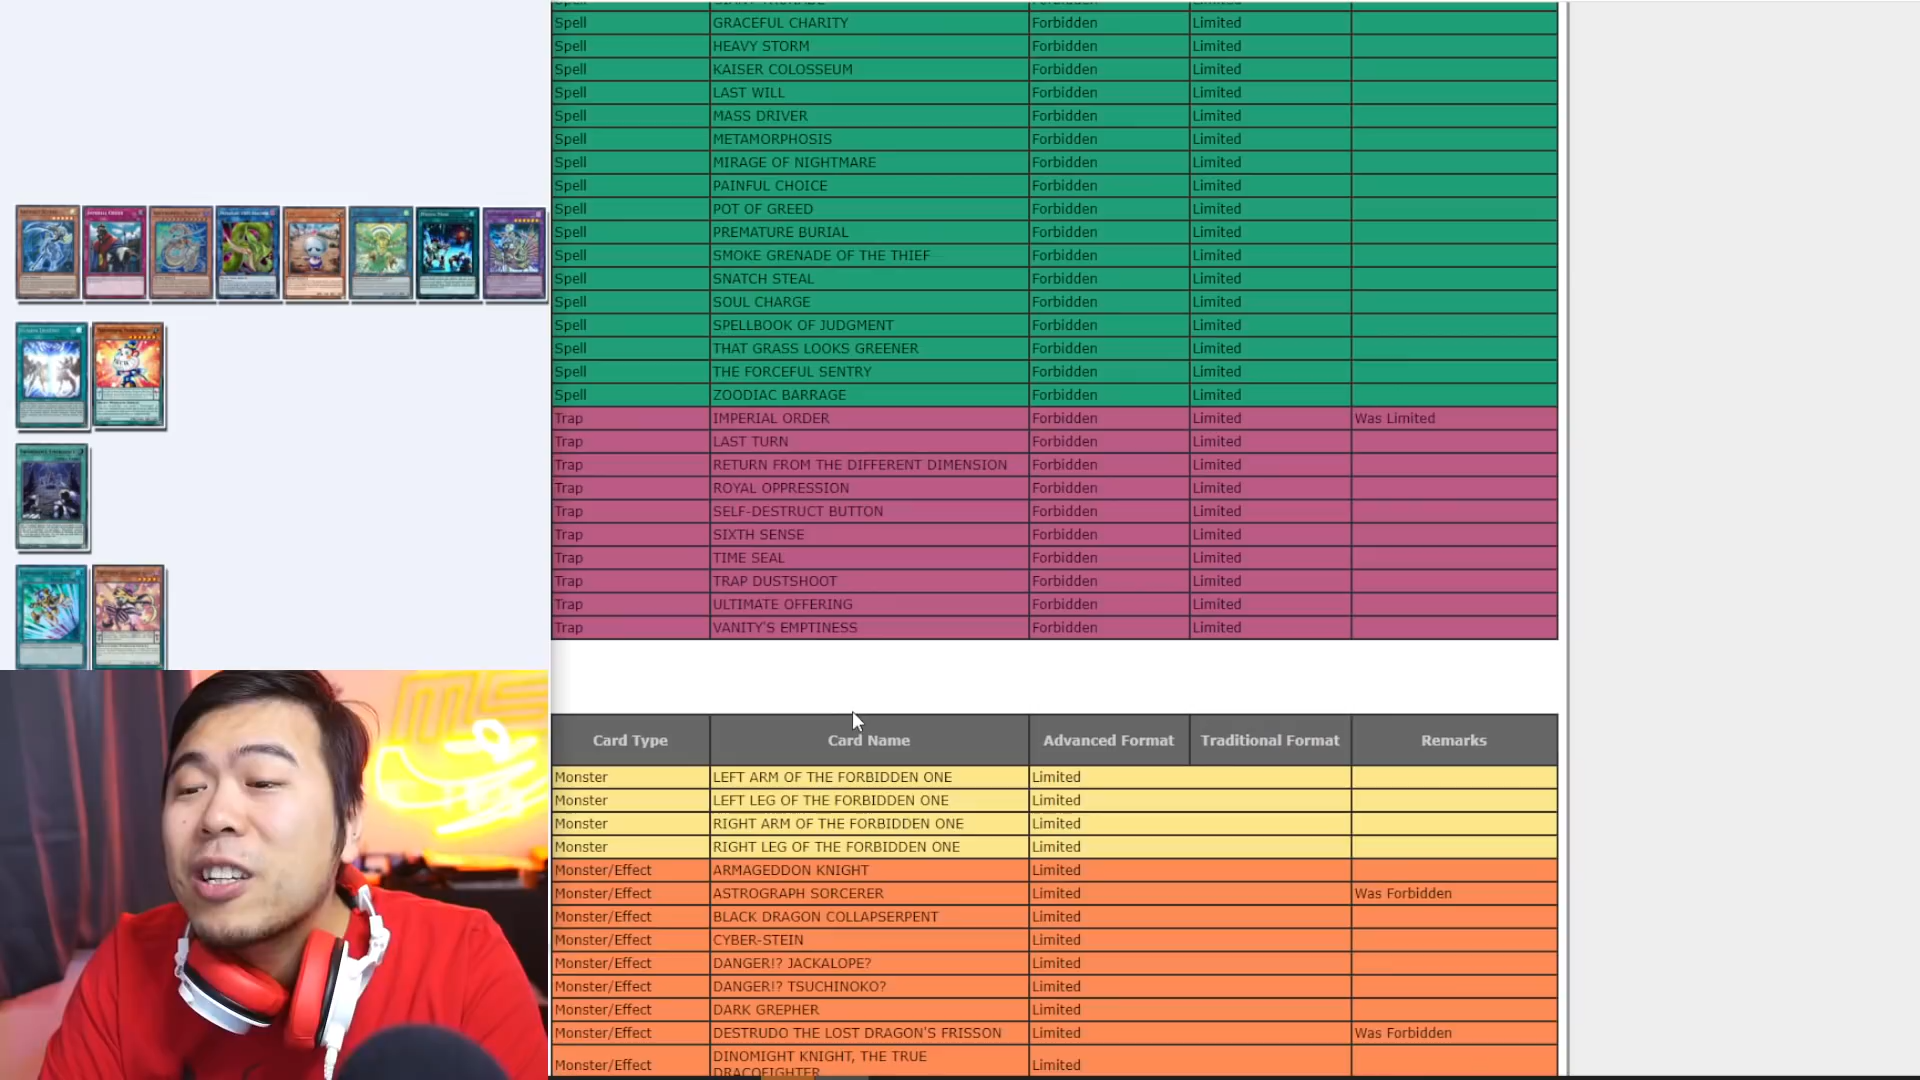 Spell GRACEFUL CHARITY Forbidden Limited
Spell HEAVY STORM Forbidden Limited
Spell KAISER COLOSSEUM Forbidden Limited
Spell LAST WILL Forbidden Limited
Spell MASS DRIVER Forbidden Limited
Spell METAMORPHOSIS Forbidden Limited
Spell MIRAGE OF NIGHTMARE Forbidden Limited
Spell PAINFUL CHOICE Forbidden Limited
Spell POT OF GREED Forbidden Limited
Spell PREMATURE BURIAL Forbidden Limited
Spell SMOKE GRENADE OF THE THIEF Forbidden Limited
Spell SNATCH STEAL Forbidden Limited
Spell SOUL CHARGE Forbidden Limited
Spell SPELLBOOK OF JUDGMENT Forbidden Limited
Spell THAT GRASS LOOKS GREENER Forbidden Limited
Spell THE FORCEFUL SENTRY Forbidden Limited
Spell ZOODIAC BARRAGE Forbidden Limited
Trap IMPERIAL ORDER Forbidden Limited Was Limited
Trap LAST TURN Forbidden Limited
Trap RETURN FROM THE DIFFERENT DIMENSION Forbidden Limited
Trap ROYAL OPPRESSION Forbidden Limited
Trap SELF-DESTRUCT BUTTON Forbidden Limited
Trap SIXTH SENSE Forbidden Limited
Trap TIME SEAL Forbidden Limited
Trap TRAP DUSTSHOOT Forbidden Limited
Trap ULTIMATE OFFERING Forbidden Limited
Trap VANITY'S EMPTINESS Forbidden Limited
Card Type Card Name Advanced Format Traditional Format Remarks
Monster LEFT ARM OF THE FORBIDDEN ONE Limited
Monster LEFT LEG OF THE FORBIDDEN ONE Limited
Monster RIGHT ARM OF THE FORBIDDEN ONE Limited
Monster RIGHT LEG OF THE FORBIDDEN ONE Limited
Monster/Effect ARMAGEDDON KNIGHT Limited
Monster/Effect ASTROGRAPH SORCERER Limited Was Forbidden
Monster/Effect BLACK DRAGON COLLAPSERPENT Limited
Monster/Effect CYBER-STEIN Limited
Monster/Effect DANGER!? JACKALOPE? Limited
Monster/Effect DANGER!? TSUCHINOKO? Limited
Monster/Effect DARK GREPHER Limited
Monster/Effect DESTRUDO THE LOST DRAGON'S FRISSON Limited Was Forbidden
Monster/Effect DINOMIGHT KNIGHT, THE TRUE Limited
DRACOFIGHTER